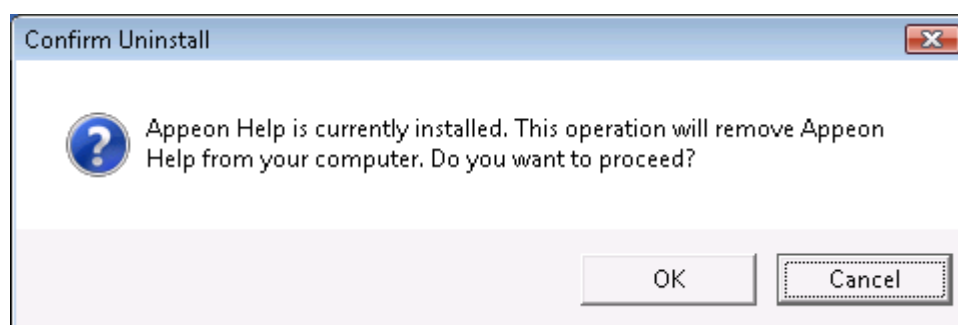 Confirm Uninstall
Appeon Help is currently installed. This operation will remove Appeon
Help from your computer. Do you want to proceed?
OK
Cancel